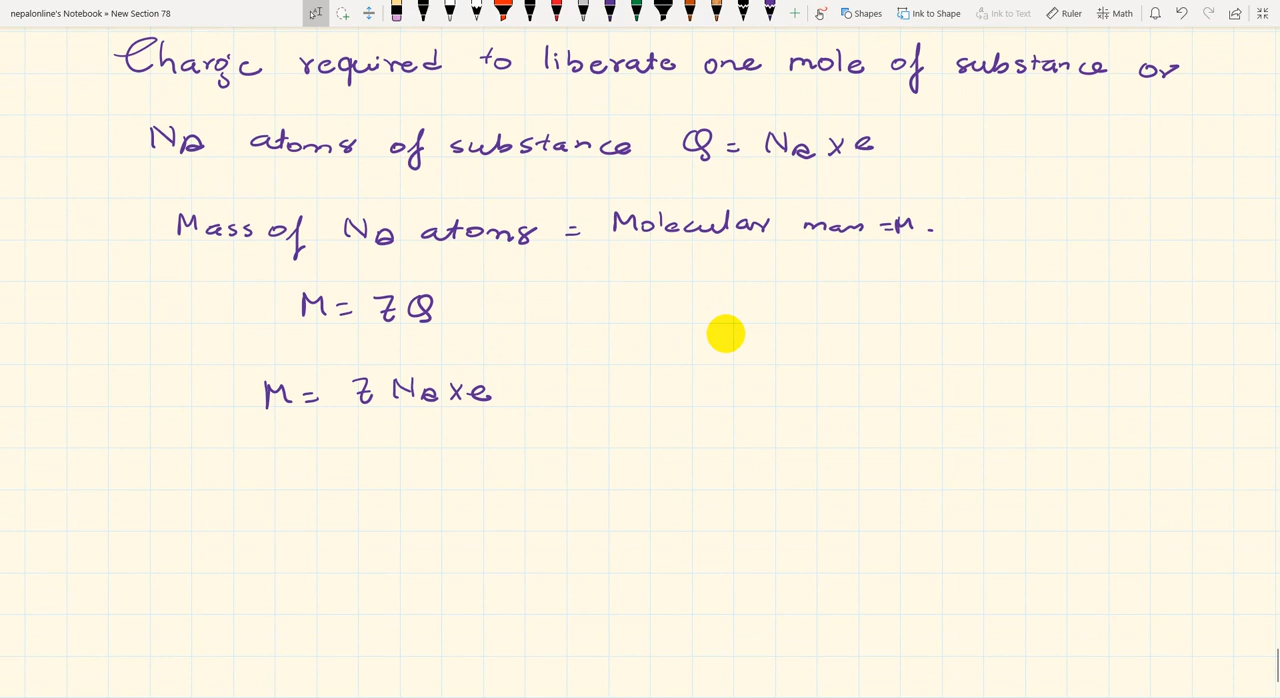 nepalonline's Notebook » New Section 78
Shapes Ink to Shape Ink to Text Ruler Math
Charge required to liberate one mole of substance or
NA atoms of substance Q = NA x e
Mass of NA atoms = Molecular mass = M.
M = Z Q
M = Z NA x e